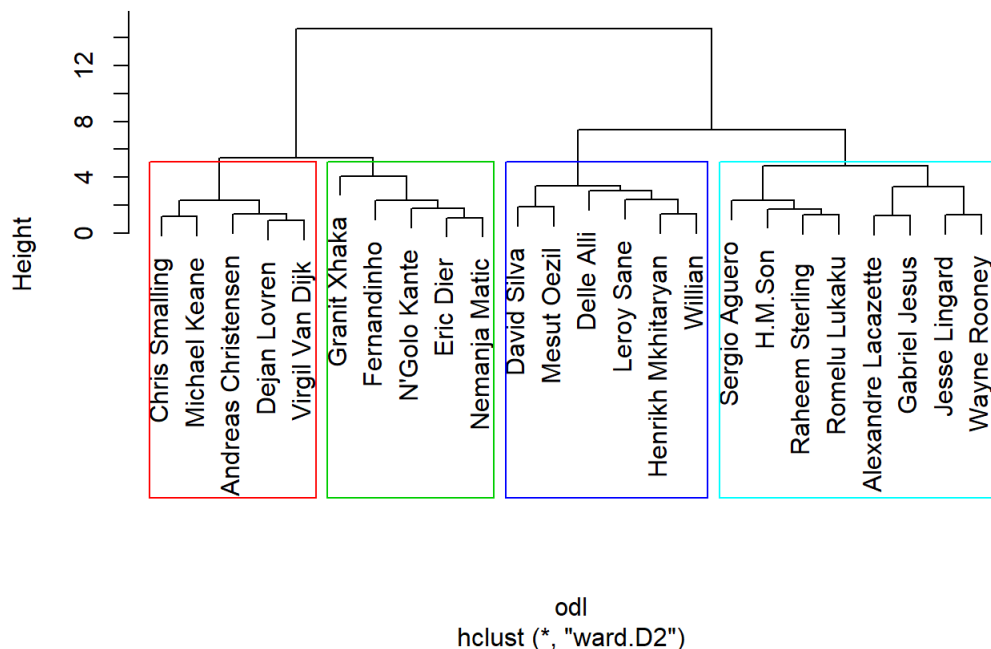 Height
12
8
4
0
Chris Smalling
Michael Keane
Andreas Christensen
Dejan Lovren
Virgil Van Dijk
Granit Xhaka
Fernandinho
N'Golo Kante
Eric Dier
Nemanja Matic
David Silva
Mesut Oezil
Delle Alli
Leroy Sane
Henrikh Mkhitaryan
Willian
Sergio Aguero
H.M.Son
Raheem Sterling
Romelu Lukaku
Alexandre Lacazette
Gabriel Jesus
Jesse Lingard
Wayne Rooney
odl
hclust (*, "ward.D2")